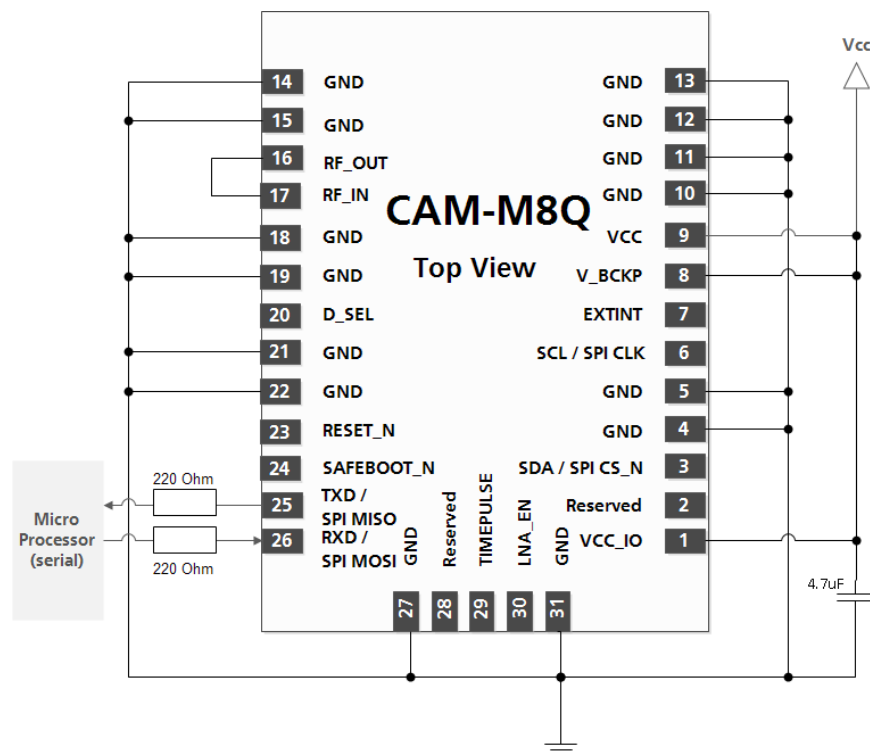 Vcc
14 GND
GND 13
15 GND
GND 12
16 RF_OUT
GND 11
17 RF_IN
GND 10
CAM-M8Q
18 GND
VCC 9
Top View
19 GND
V_BCKP 8
20 D_SEL
EXTINT 7
21 GND
SCL / SPI CLK 6
22 GND
GND 5
23 RESET_N
GND 4
24 SAFEBOOT_N
SDA / SPI CS_N 3
220 Ohm
25 TXD /
SPI MISO
Reserved 2
Micro
Processor
(serial)
26 RXD /
SPI MOSI
VCC_IO 1
220 Ohm
GND
Reserved
TIMEPULSE
LNA_EN
GND
4.7uF
27
28
29
30
31